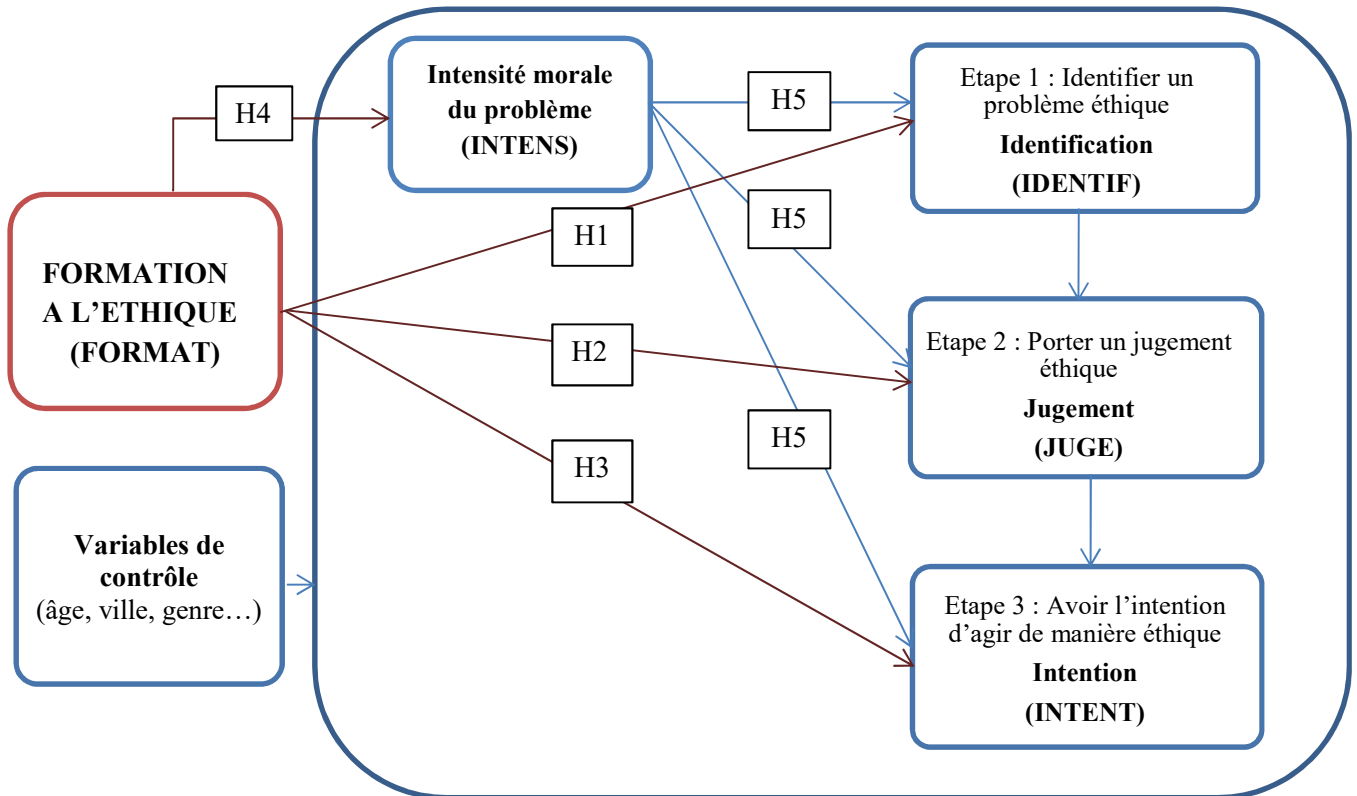 Intensité morale
du problème
(INTENS)
H4
H5
Etape 1 : Identifier un
problème éthique
Identification
(IDENTIF)
H5
H1
FORMATION
A L’ETHIQUE
(FORMAT)
H2
Etape 2 : Porter un jugement
éthique
Jugement
(JUGE)
H5
H3
Variables de
contrôle
(âge, ville, genre…)
Etape 3 : Avoir l’intention
d’agir de manière éthique
Intention
(INTENT)